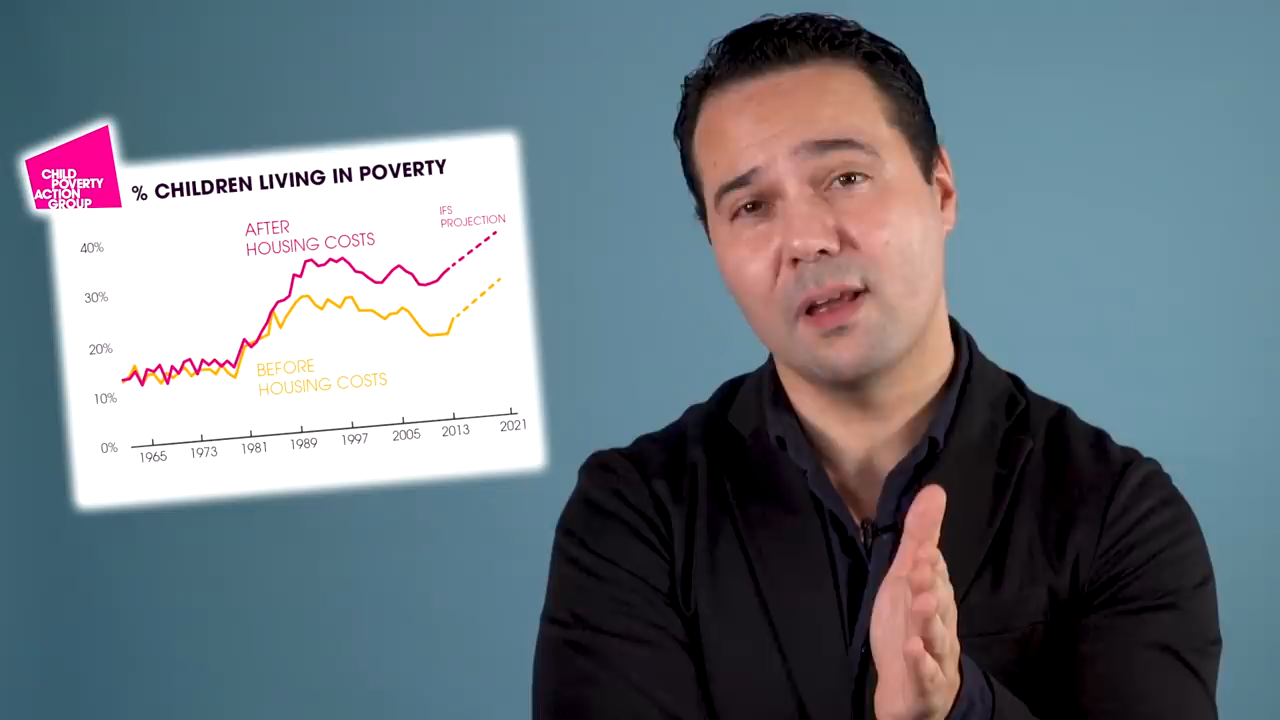 CHILD
POVERTY
ACTION
GROUP
% CHILDREN LIVING IN POVERTY
AFTER
HOUSING COSTS
IFS
PROJECTION
40%
30%
20%
BEFORE
HOUSING COSTS
10%
0%
1965 1973 1981 1989 1997 2005 2013 2021